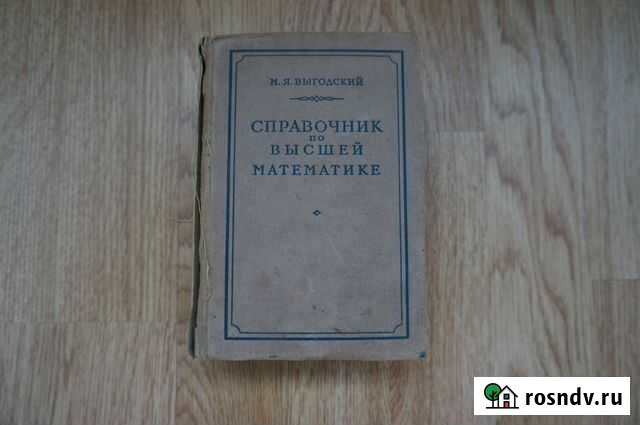 М. Я. ВЫГОДСКИЙ
СПРАВОЧНИК
ПО
ВЫСШЕЙ
МАТЕМАТИКЕ
rosndv.ru